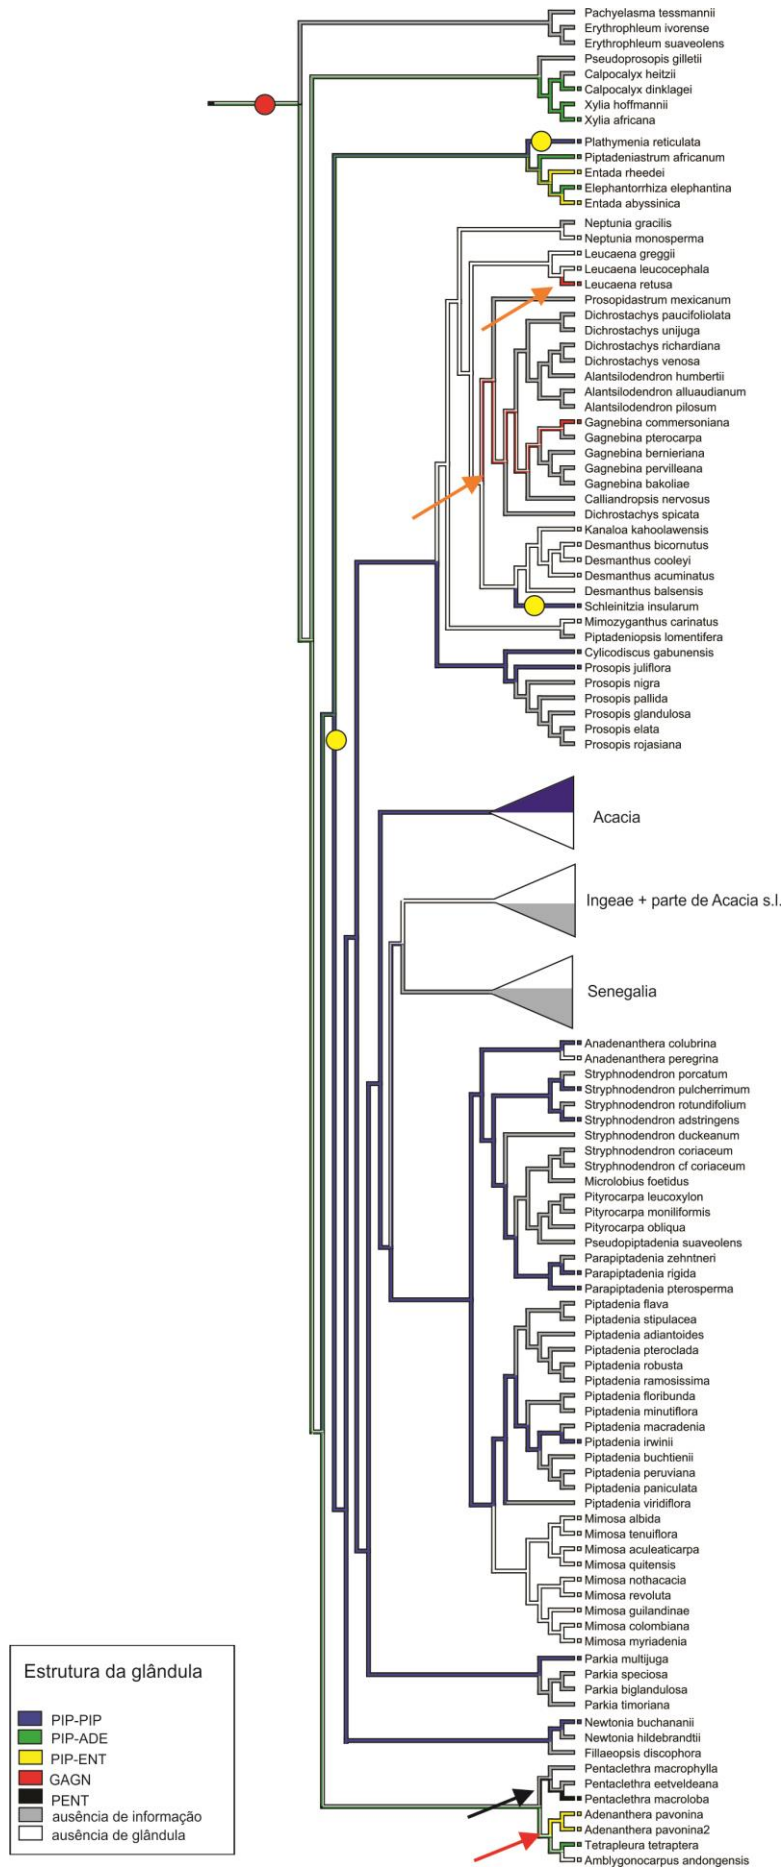 Pachyelasma tessmannii
Erythrophleum ivorense
Erythrophleum suaveolens
Pseudoprosopis gilletii
Calpocalyx heitzii
Calpocalyx dinklagei
Xylia hoffmannii
Xylia africana
Plathymenia reticulata
Piptadeniastrum africanum
Entada rheedei
Elephantorrhiza elephantina
Entada abyssinica
Neptunia gracilis
Neptunia monosperma
Leucaena greggii
Leucaena leucocephala
Leucaena retusa
Prosopidastrum mexicanum
Dichrostachys paucifoliolata
Dichrostachys unijuga
Dichrostachys richardiana
Dichrostachys venosa
Alantsilodendron humbertii
Alantsilodendron alluaudianum
Alantsilodendron pilosum
Gagnebina commersoniana
Gagnebina pterocarpa
Gagnebina bernieriana
Gagnebina pervilleana
Gagnebina bakoliae
Calliandropsis nervosus
Dichrostachys spicata
Kanaloa kahoolawensis
Desmanthus bicornutus
Desmanthus cooleyi
Desmanthus acuminatus
Desmanthus balsensis
Schleinitzia insularum
Mimozyganthus carinatus
Piptadeniopsis lomentifera
Cylicodiscus gabunensis
Prosopis juliflora
Prosopis nigra
Prosopis pallida
Prosopis glandulosa
Prosopis elata
Prosopis rojasiana
Acacia
Ingeae + parte de Acacia s.l.
Senegalia
Anadenanthera colubrina
Anadenanthera peregrina
Stryphnodendron porcatum
Stryphnodendron pulcherrimum
Stryphnodendron rotundifolium
Stryphnodendron adstringens
Stryphnodendron duckeanum
Stryphnodendron coriaceum
Stryphnodendron cf coriaceum
Microlobius foetidus
Pityrocarpa leucoxylon
Pityrocarpa moniliformis
Pityrocarpa obliqua
Pseudopiptadenia suaveolens
Parapiptadenia zehntneri
Parapiptadenia rigida
Parapiptadenia pterosperma
Piptadenia flava
Piptadenia stipulacea
Piptadenia adiantoides
Piptadenia pteroclada
Piptadenia robusta
Piptadenia ramosissima
Piptadenia floribunda
Piptadenia minutiflora
Piptadenia macradenia
Piptadenia irwinii
Piptadenia buchtienii
Piptadenia peruviana
Piptadenia paniculata
Piptadenia viridiflora
Mimosa albida
Mimosa tenuiflora
Mimosa aculeaticarpa
Mimosa quitensis
Mimosa nothacacia
Mimosa revoluta
Mimosa guilandinae
Mimosa colombiana
Mimosa myriadenia
Parkia multijuga
Parkia speciosa
Parkia biglandulosa
Parkia timoriana
Newtonia buchananii
Newtonia hildebrandtii
Fillaeopsis discophora
Pentaclethra macrophylla
Pentaclethra eetveldeana
Pentaclethra macroloba
Adenanthera pavonina
Adenanthera pavonina2
Tetrapleura tetraptera
Amblygonocarpus andongensis
Estrutura da glândula
PIP-PIP
PIP-ADE
PIP-ENT
GAGN
PENT
ausência de informação
ausência de glândula